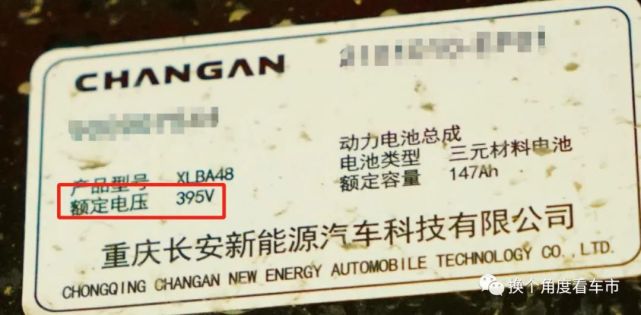 CHANGAN
动力电池总成
产品型号 XLBA48
电池类型 三元材料电池
额定电压 395V
额定容量 147Ah
重庆长安新能源汽车科技有限公司
CHONGQING CHANGAN NEW ENERGY AUTOMOBILE TECHNOLOGY CO., LTD.
换个角度看车市